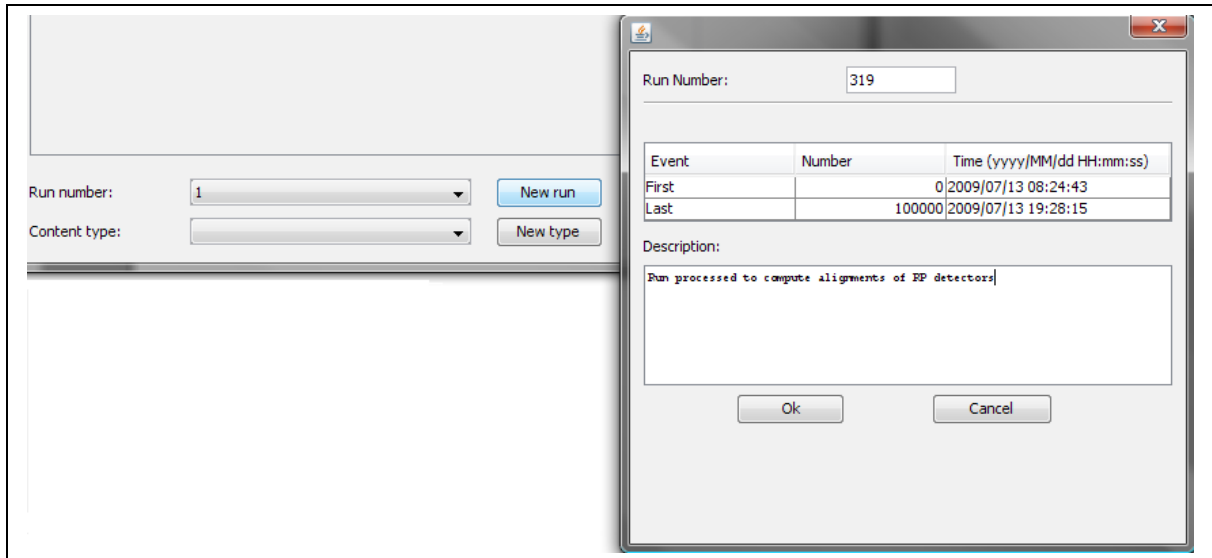 Run number:
1
New run
Content type:
New type
Run Number:
319
Event Number Time (yyyy/MM/dd HH:mm:ss)
First 0 2009/07/13 08:24:43
Last 100000 2009/07/13 19:28:15
Description:
Run processed to compute alignments of RP detectors
Ok Cancel